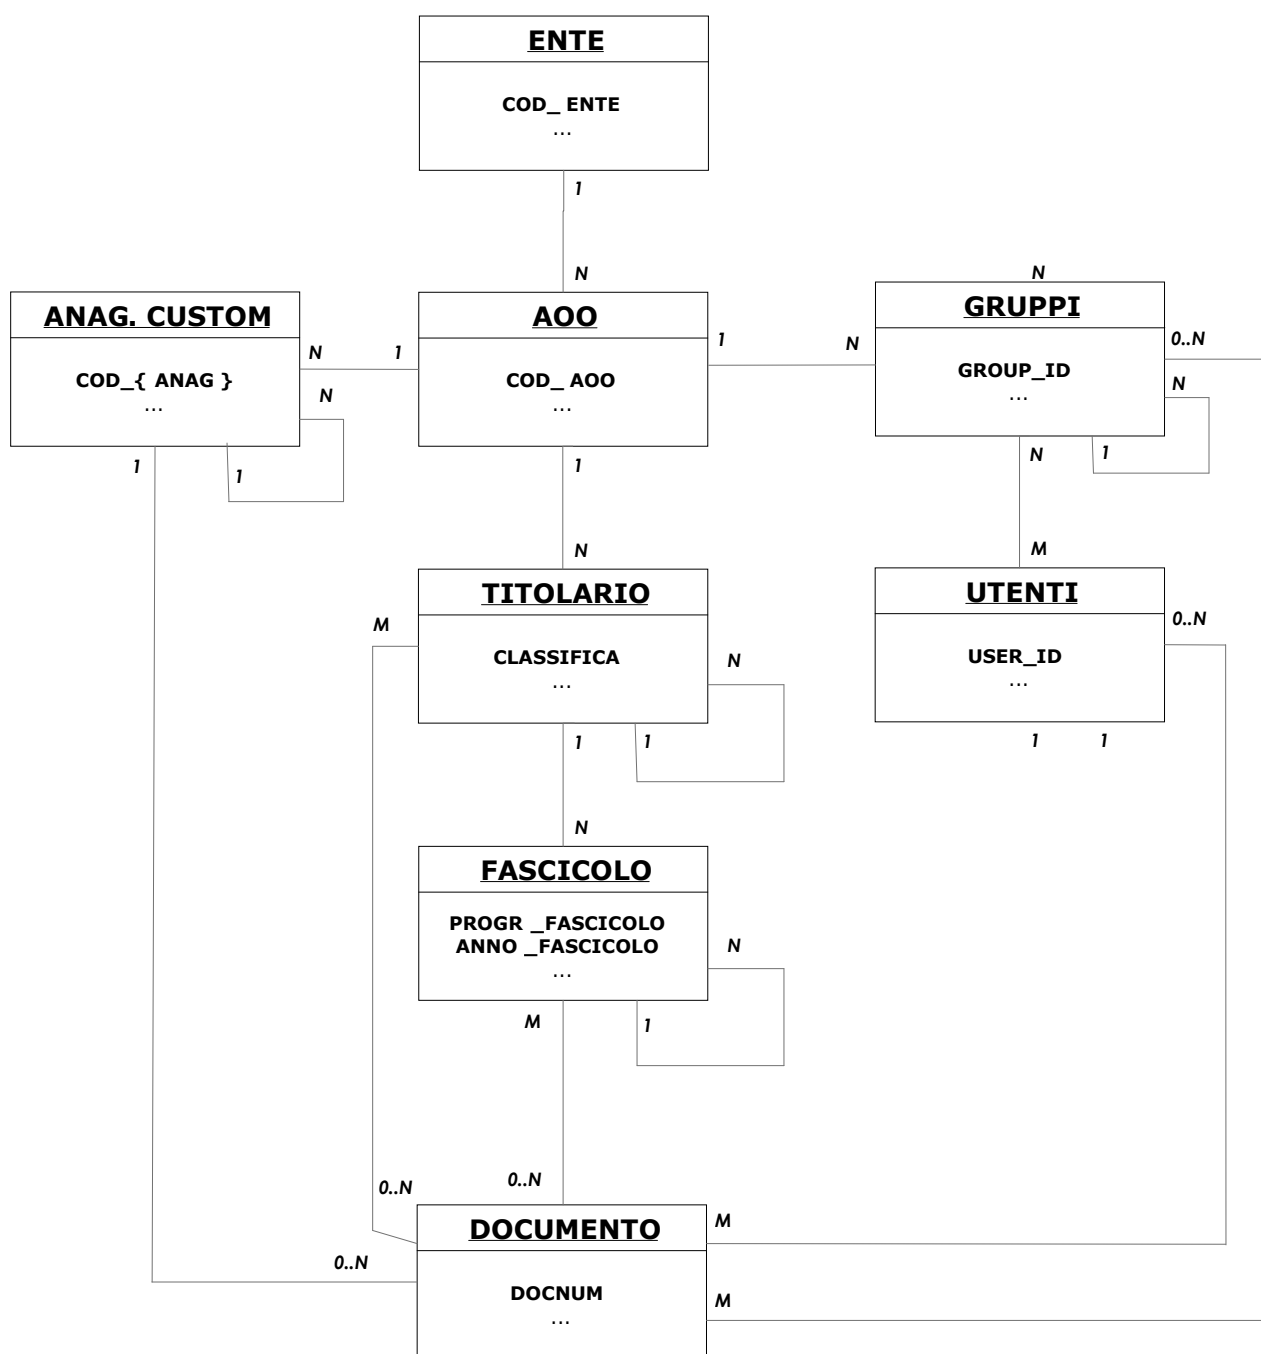 ENTE
COD_ ENTE
...
1
N
N
ANAG. CUSTOM
COD_{ ANAG }
...
N
1
N
1
1
AOO
COD_ AOO
...
1
N
1
GRUPPI
GROUP_ID
...
0..N
N
1
N
M
N
M
TITOLARIO
CLASSIFICA
...
N
1
1
UTENTI
USER_ID
...
0..N
1
1
N
FASCICOLO
PROGR _FASCICOLO
ANNO _FASCICOLO
...
N
M
1
0..N
0..N
0..N
DOCUMENTO
DOCNUM
...
M
M